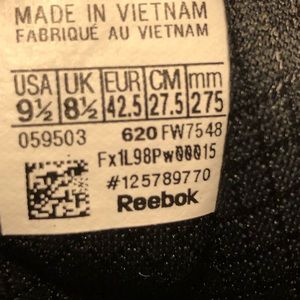 MADE IN VIETNAM
FABRIQUÉ AU VIETNAM
USA UK EUR CM mm
9½ 8½ 42.5 27.5 275
059503 620 FW7548
Fx1L98Pw00015
#125789770
Reebok